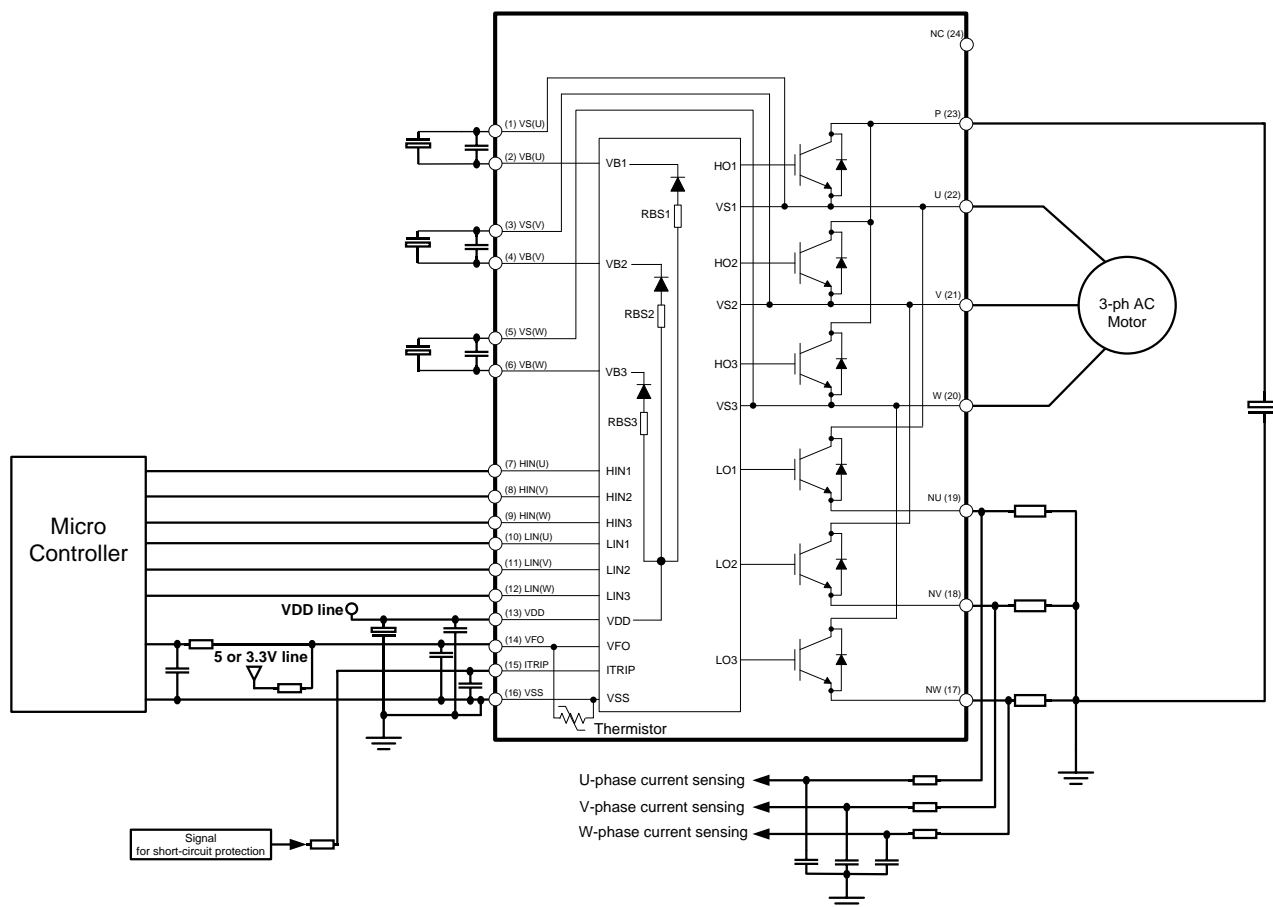 NC (24)
(1) VS(U)
P (23)
(2) VB(U)
VB1
HO1
RBS1
VS1
U (22)
(3) VS(V)
(4) VB(V)
VB2
HO2
RBS2
VS2
V (21)
3-ph AC
Motor
(5) VS(W)
(6) VB(W)
VB3
HO3
RBS3
VS3
W (20)
Micro
Controller
(7) HIN(U)
HIN1
LO1
(8) HIN(V)
HIN2
NU (19)
(9) HIN(W)
HIN3
(10) LIN(U)
LIN1
(11) LIN(V)
LIN2
LO2
(12) LIN(W)
LIN3
NV (18)
VDD line
(13) VDD
VDD
(14) VFO
VFO
5 or 3.3V line
(15) ITRIP
ITRIP
LO3
(16) VSS
VSS
NW (17)
Thermistor
U-phase current sensing
V-phase current sensing
W-phase current sensing
Signal
for short-circuit protection